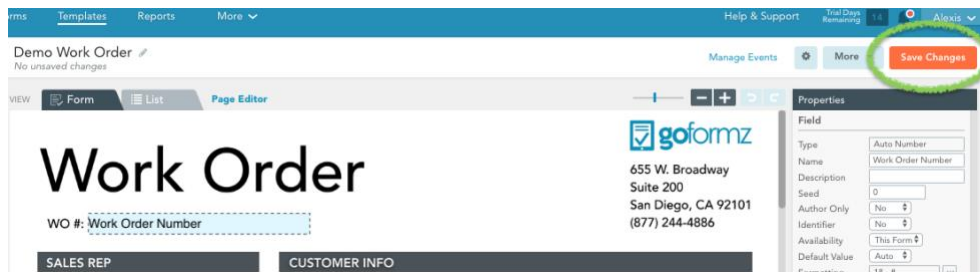 rms Templates Reports More Help & Support Trial Days Remaining 14 Alexis
Demo Work Order
No unsaved changes
Manage Events More Save Changes
VIEW Form List Page Editor
Properties
Field
Type Auto Number
Name Work Order Number
Description
Seed 0
Author Only No
Identifier No
Availability This Form
Default Value Auto
goformz
655 W. Broadway
Suite 200
San Diego, CA 92101
(877) 244-4886
Work Order
WO #: Work Order Number
SALES REP CUSTOMER INFO